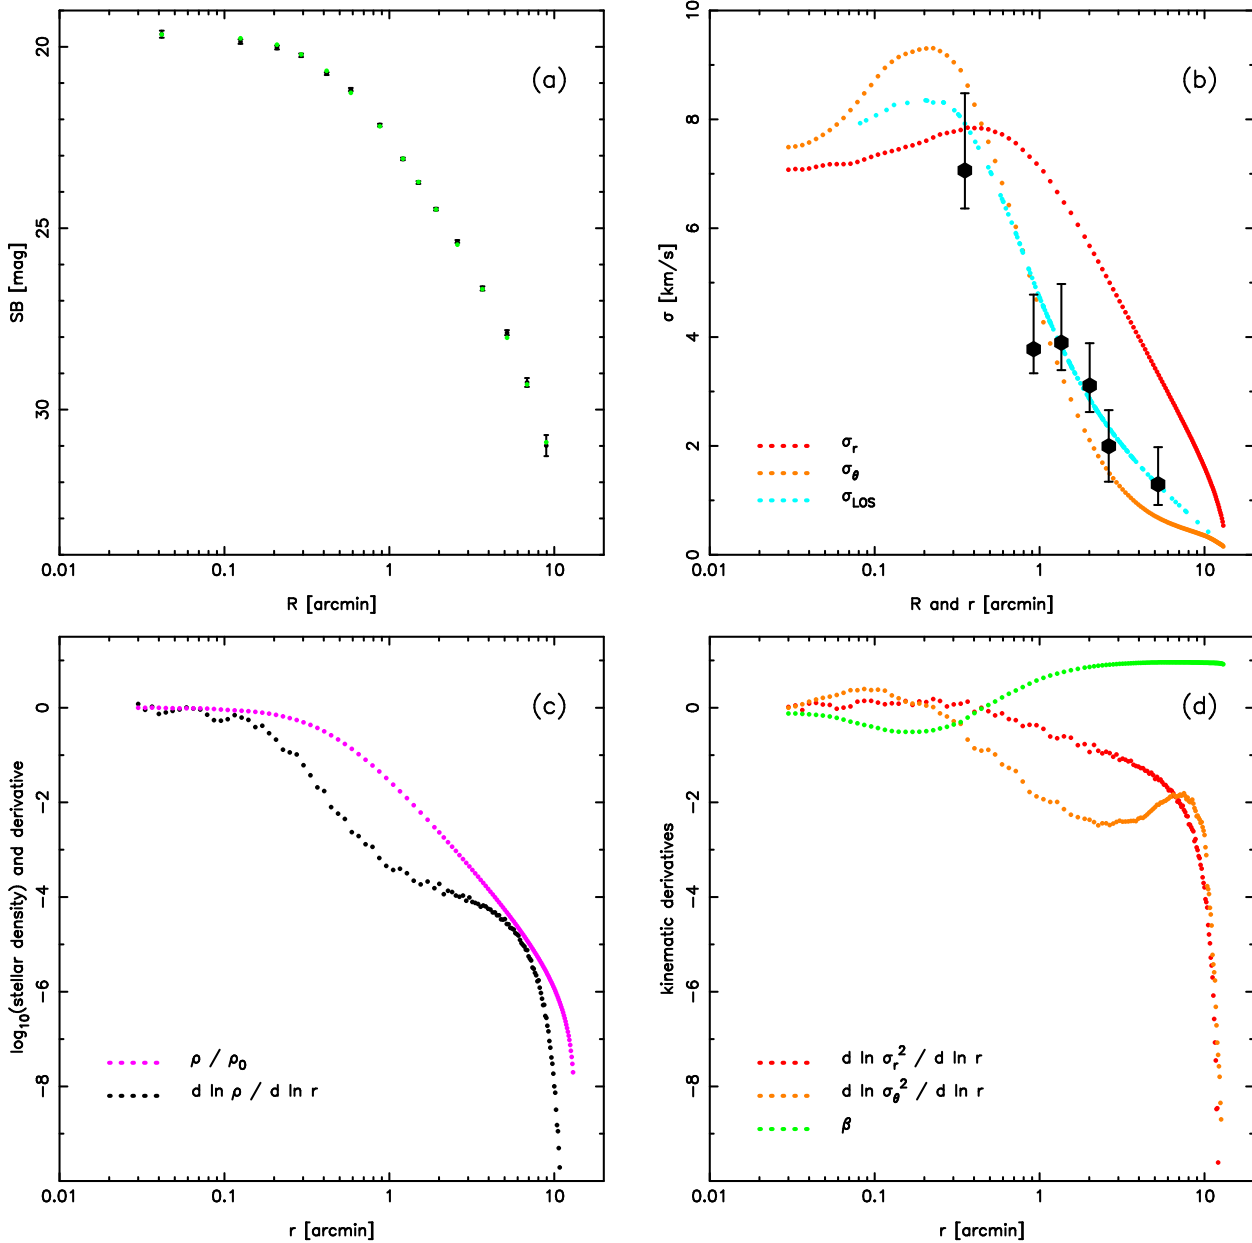 20
25
30
SB [mag]
(a)
0.01
0.1
1
10
R [arcmin]
10
8
6
4
2
0
σ [km/s]
(b)
σr
σθ
σLOS
0.01
0.1
1
10
R and r [arcmin]
0
−2
−4
−6
−8
log10(stellar density) and derivative
(c)
ρ / ρ0
d ln ρ / d ln r
0.01
0.1
1
10
r [arcmin]
0
−2
−4
−6
−8
kinematic derivatives
(d)
d ln σr² / d ln r
d ln σθ² / d ln r
β
0.01
0.1
1
10
r [arcmin]